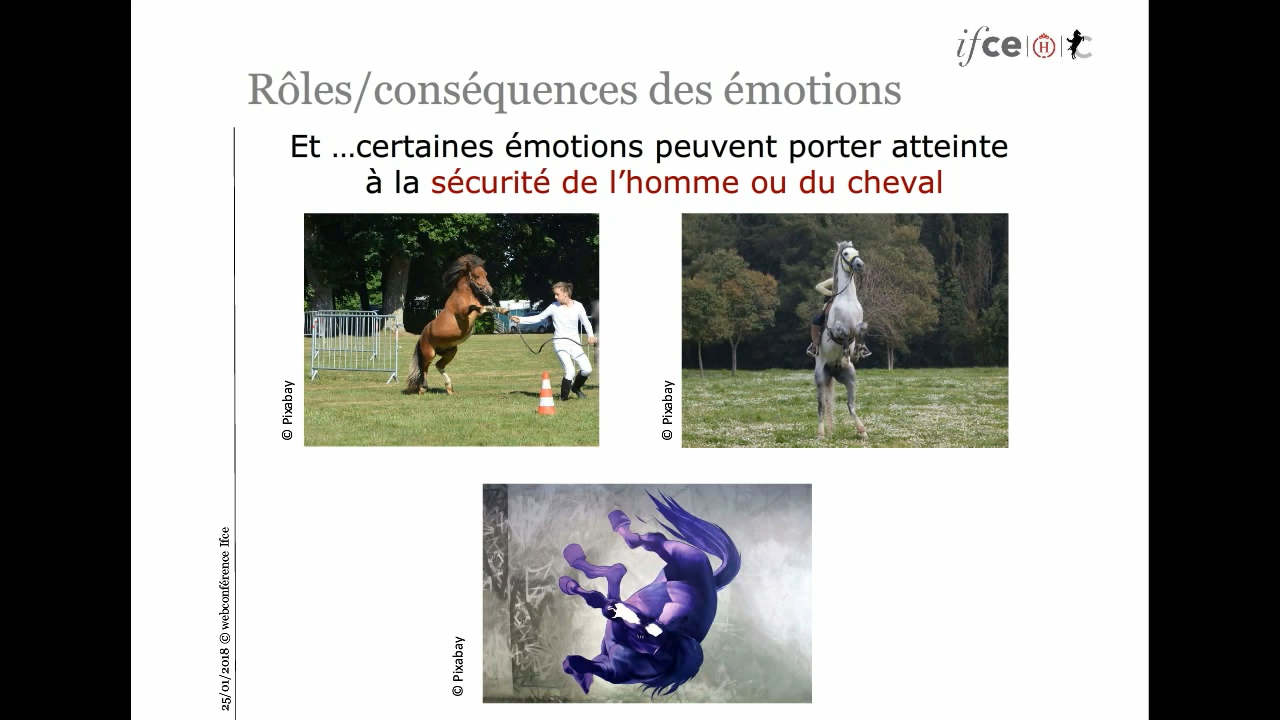 ifce
H
Rôles/conséquences des émotions
Et …certaines émotions peuvent porter atteinte
à la sécurité de l’homme ou du cheval
© Pixabay
© Pixabay
© Pixabay
25/01/2018 © webconférence Ifce